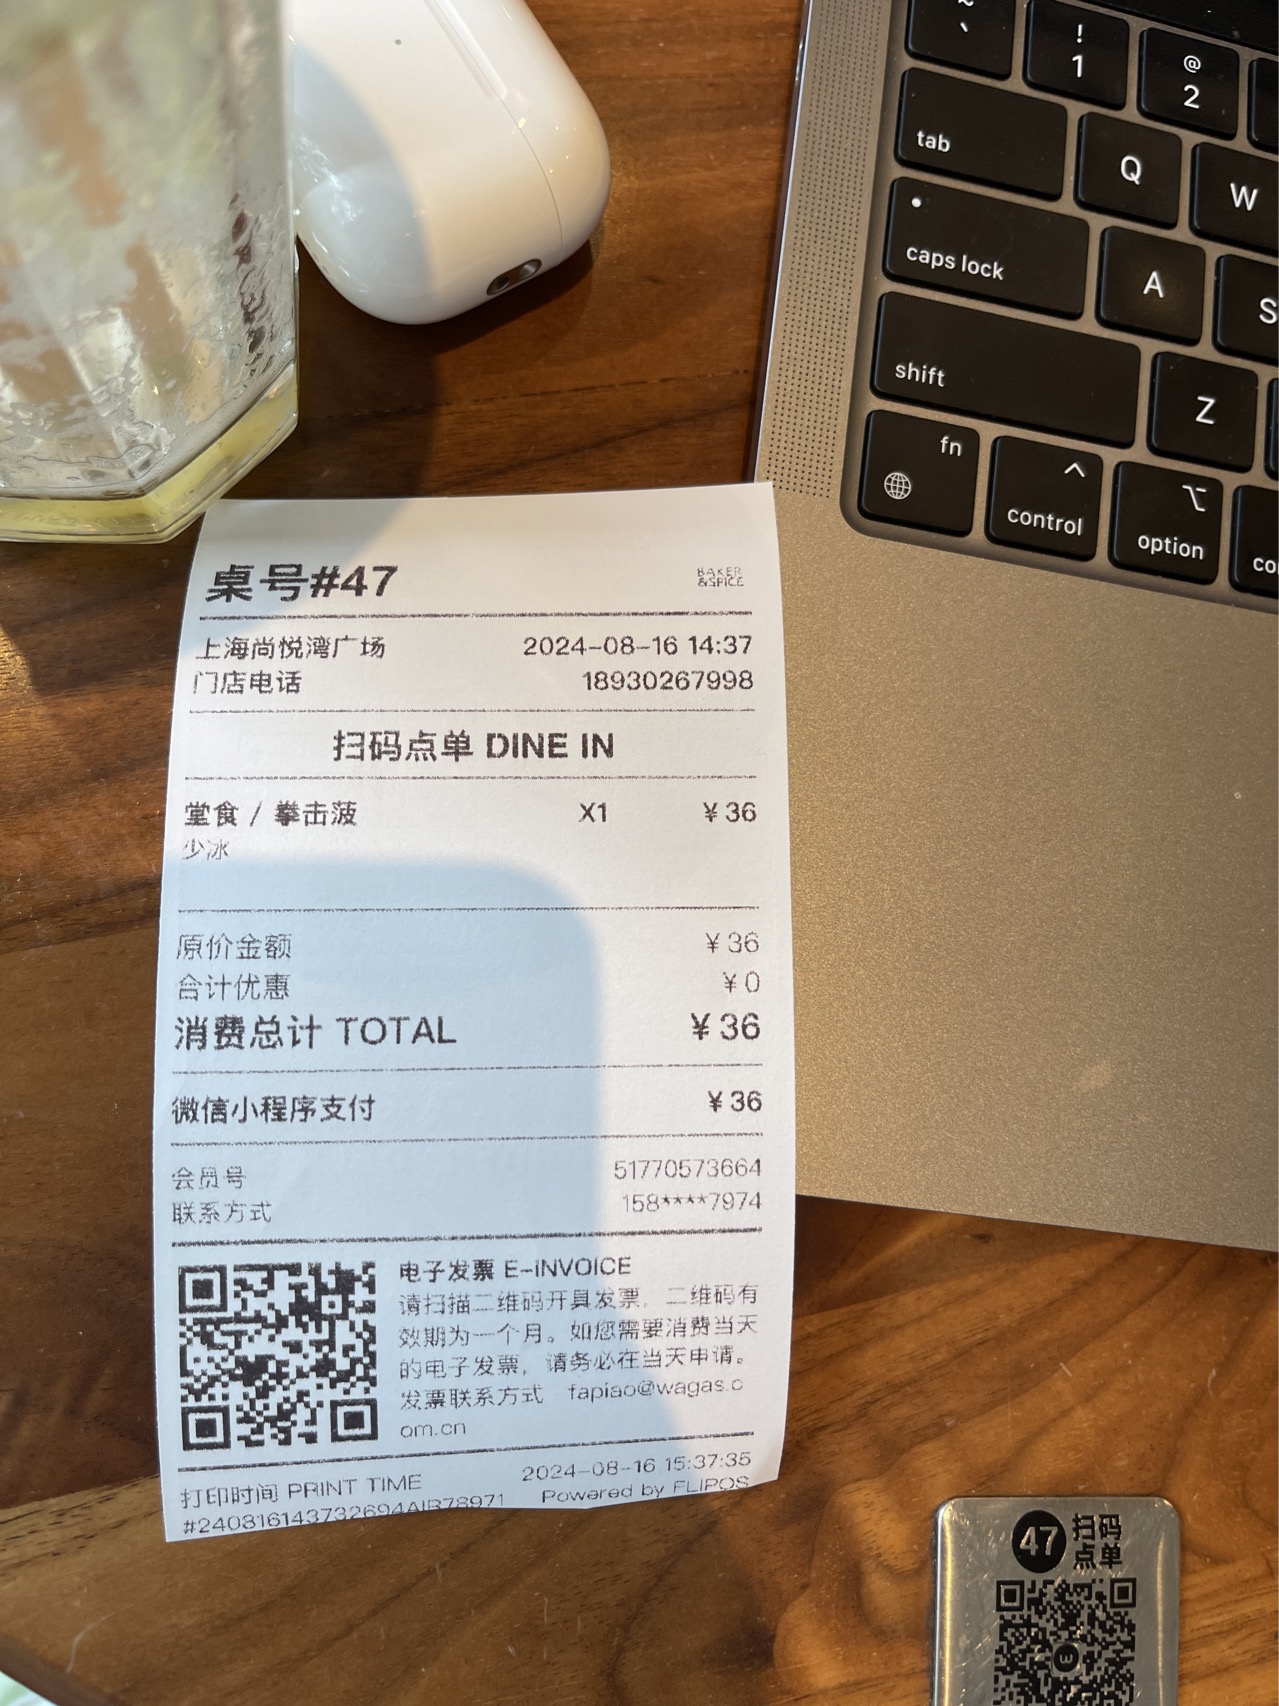 ~
`
!
1
@
2
tab
Q
W
caps lock
A
S
shift
Z
fn
control
option
co
桌号#47
BAKER
&SPICE
上海尚悦湾广场 2024-08-16 14:37
门店电话 18930267998
扫码点单 DINE IN
堂食 / 拳击菠 X1 ¥36
少冰
原价金额 ¥36
合计优惠 ¥0
消费总计 TOTAL ¥36
微信小程序支付 ¥36
会员号 51770573664
联系方式 158****7974
电子发票 E-INVOICE
请扫描二维码开具发票，二维码有
效期为一个月。如您需要消费当天
的电子发票，请务必在当天申请。
发票联系方式 fapiao@wagas.c
om.cn
打印时间 PRINT TIME 2024-08-16 15:37:35
#240816143732694AIR78971 Powered by FLIPOS
47 扫码
点单